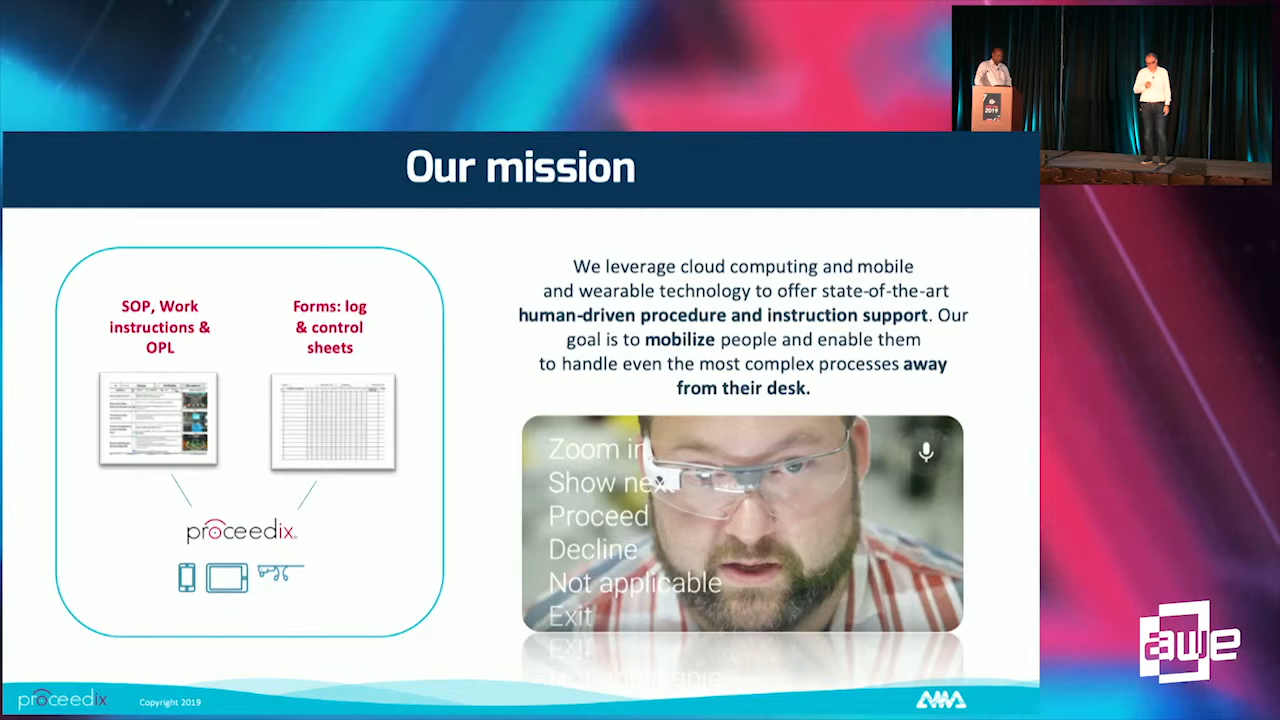 2019
Our mission
SOP, Work
instructions &
OPL
Forms: log
& control
sheets
proceedix
We leverage cloud computing and mobile
and wearable technology to offer state-of-the-art
human-driven procedure and instruction support. Our
goal is to mobilize people and enable them
to handle even the most complex processes away
from their desk.
Zoom in
Show next
Proceed
Decline
Not applicable
Exit
proceedix
Copyright 2019
AMA
awe